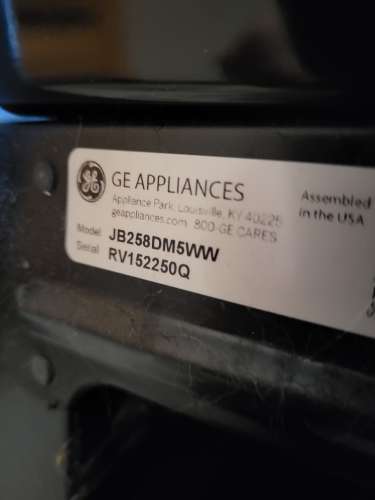 GE APPLIANCES
Appliance Park, Louisville, KY 40225
geappliances.com 800-GE CARES
Assembled
in the USA
Model JB258DM5WW
Serial RV152250Q